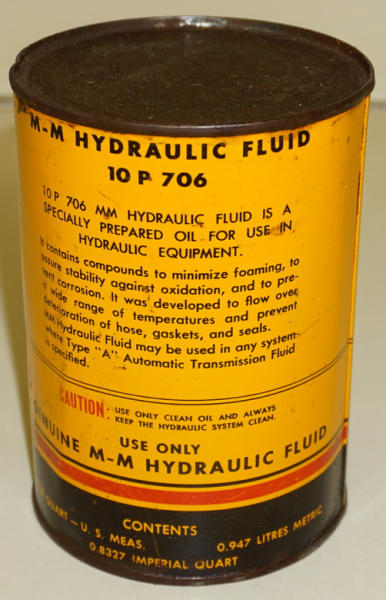 M-M HYDRAULIC FLUID
10 P 706
10 P 706 MM HYDRAULIC FLUID IS A
SPECIALLY PREPARED OIL FOR USE IN
HYDRAULIC EQUIPMENT.
It contains compounds to minimize foaming, to
assure stability against oxidation, and to pre-
vent corrosion. It was developed to flow over
a wide range of temperatures and prevent
deterioration of hose, gaskets, and seals.
MM Hydraulic Fluid may be used in any system
where Type "A" Automatic Transmission Fluid
is specified.
CAUTION: USE ONLY CLEAN OIL AND ALWAYS
KEEP THE HYDRAULIC SYSTEM CLEAN.
USE ONLY
GENUINE M-M HYDRAULIC FLUID
CONTENTS
QUART — U. S. MEAS. 0.947 LITRES METRIC
0.8327 IMPERIAL QUART